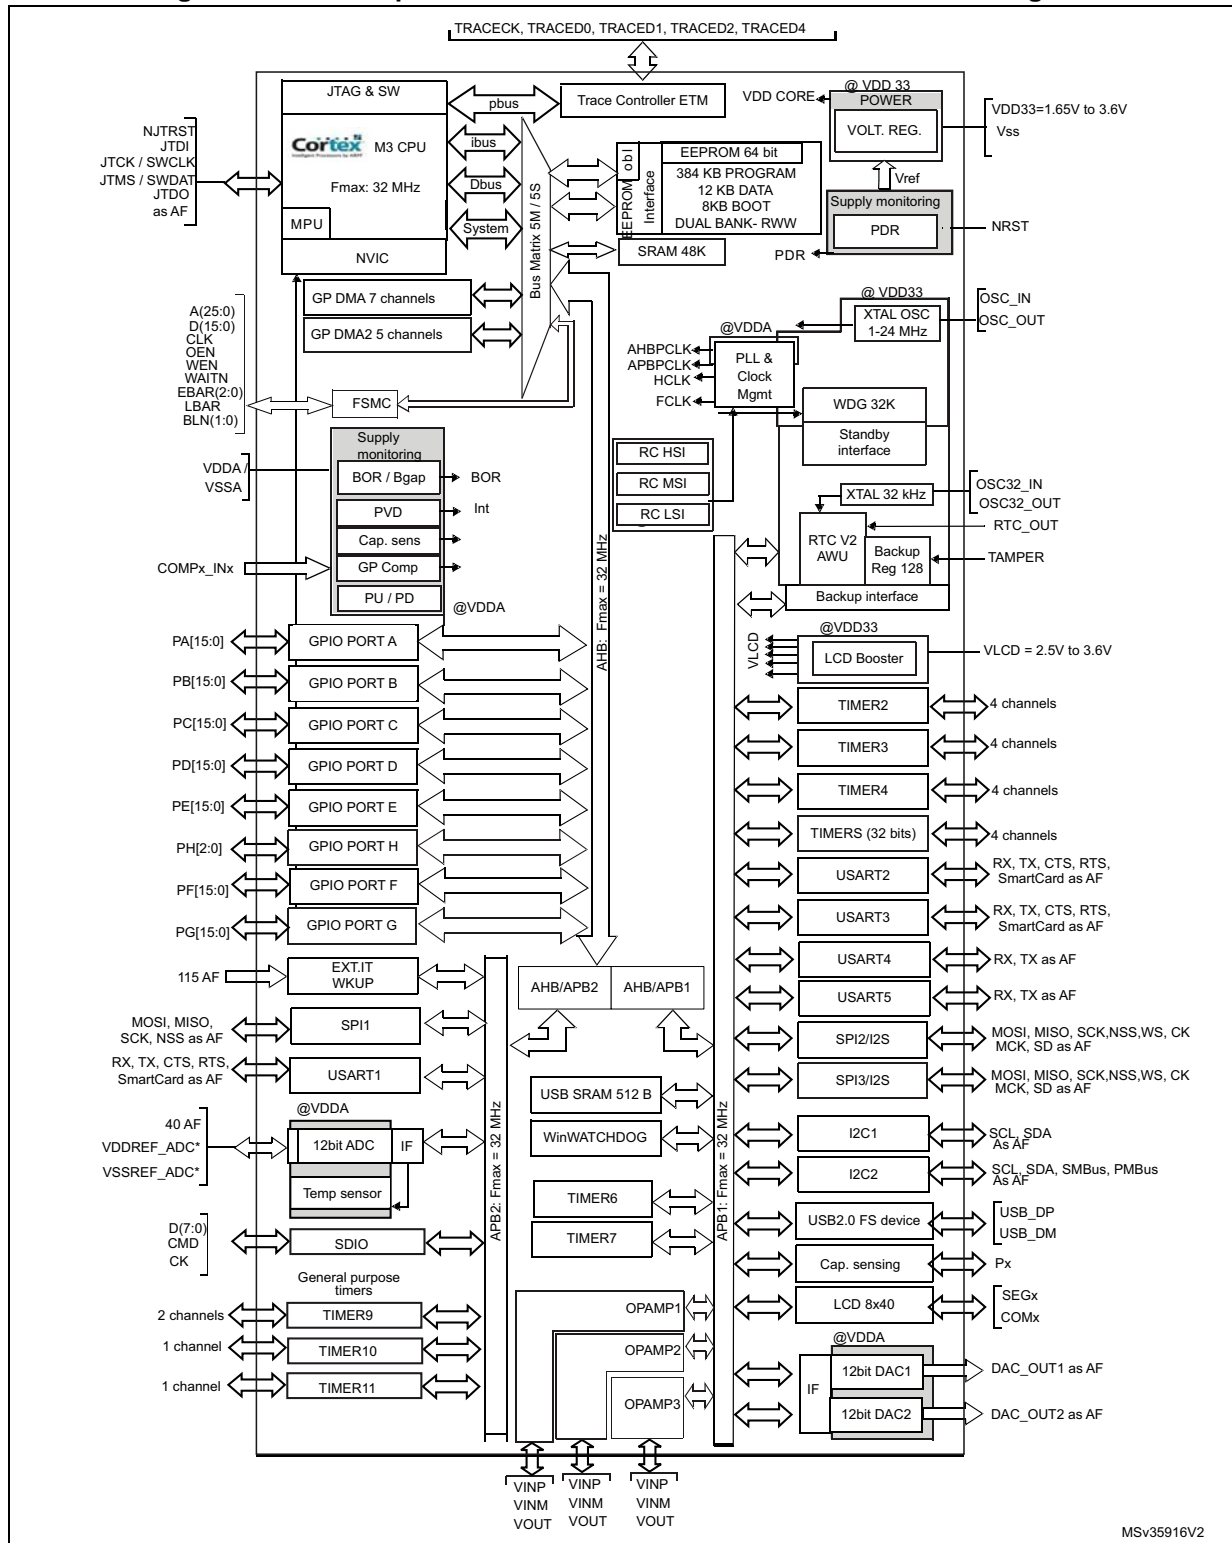 TRACECK, TRACED0, TRACED1, TRACED2, TRACED4
JTAG & SW
pbus
Trace Controller ETM
VDD CORE
@ VDD 33
POWER
VOLT. REG.
VDD33=1.65V to 3.6V
Vss
NJTRST
JTDI
JTCK / SWCLK
JTMS / SWDAT
JTDO
as AF
Cortex
M3 CPU
Fmax: 32 MHz
MPU
NVIC
ibus
Dbus
System
Bus Matrix 5M / 5S
EEPROM obl
Interface
EEPROM 64 bit
384 KB PROGRAM
12 KB DATA
8KB BOOT
DUAL BANK- RWW
SRAM 48K
Vref
Supply monitoring
PDR
PDR
NRST
GP DMA 7 channels
GP DMA2 5 channels
A(25:0)
D(15:0)
CLK
OEN
WEN
WAITN
EBAR(2:0)
LBAR
BLN(1:0)
FSMC
@ VDD33
XTAL OSC
1-24 MHz
OSC_IN
OSC_OUT
@VDDA
AHBPCLK
APBPCLK
HCLK
FCLK
PLL &
Clock
Mgmt
WDG 32K
Standby
interface
Supply
monitoring
VDDA /
VSSA
BOR / Bgap
BOR
PVD
Int
Cap. sens
COMPx_INx
GP Comp
PU / PD
@VDDA
RC HSI
RC MSI
RC LSI
XTAL 32 kHz
OSC32_IN
OSC32_OUT
RTC_OUT
RTC V2
AWU
Backup
Reg 128
TAMPER
Backup interface
AHB: Fmax = 32 MHz
PA[15:0]
GPIO PORT A
PB[15:0]
GPIO PORT B
PC[15:0]
GPIO PORT C
PD[15:0]
GPIO PORT D
PE[15:0]
GPIO PORT E
PH[2:0]
GPIO PORT H
PF[15:0]
GPIO PORT F
PG[15:0]
GPIO PORT G
@VDD33
VLCD
LCD Booster
VLCD = 2.5V to 3.6V
TIMER2
4 channels
TIMER3
4 channels
TIMER4
4 channels
TIMERS (32 bits)
4 channels
USART2
RX, TX, CTS, RTS,
SmartCard as AF
USART3
RX, TX, CTS, RTS,
SmartCard as AF
USART4
RX, TX as AF
USART5
RX, TX as AF
SPI2/I2S
MOSI, MISO, SCK,NSS,WS, CK
MCK, SD as AF
SPI3/I2S
MOSI, MISO, SCK,NSS,WS, CK
MCK, SD as AF
I2C1
SCL, SDA
As AF
I2C2
SCL, SDA, SMBus, PMBus
As AF
USB2.0 FS device
USB_DP
USB_DM
Cap. sensing
Px
LCD 8x40
SEGx
COMx
@VDDA
IF
12bit DAC1
DAC_OUT1 as AF
12bit DAC2
DAC_OUT2 as AF
115 AF
EXT.IT
WKUP
MOSI, MISO,
SCK, NSS as AF
SPI1
RX, TX, CTS, RTS,
SmartCard as AF
USART1
@VDDA
40 AF
VDDREF_ADC*
VSSREF_ADC*
12bit ADC
IF
Temp sensor
D(7:0)
CMD
CK
SDIO
General purpose
timers
2 channels
TIMER9
1 channel
TIMER10
1 channel
TIMER11
APB2: Fmax = 32 MHz
AHB/APB2
AHB/APB1
USB SRAM 512 B
WinWATCHDOG
TIMER6
TIMER7
APB1: Fmax = 32 MHz
OPAMP1
OPAMP2
OPAMP3
VINP
VINM
VOUT
VINP
VINM
VOUT
VINP
VINM
VOUT
MSv35916V2